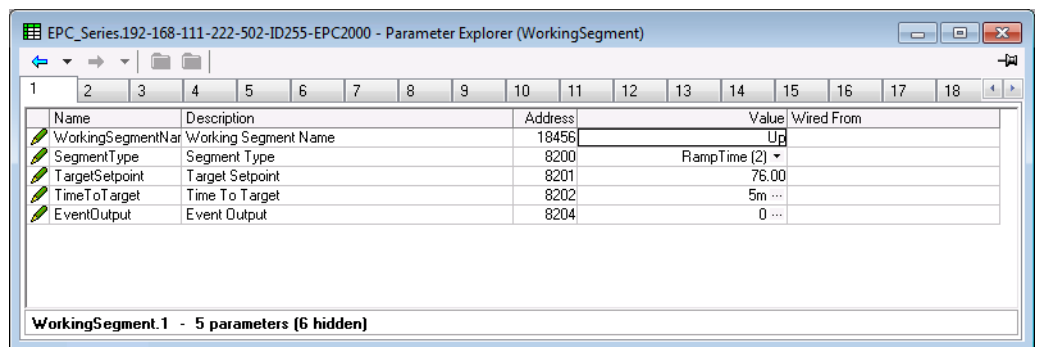 EPC_Series.192-168-111-222-502-ID255-EPC2000 - Parameter Explorer (WorkingSegment)
1 2 3 4 5 6 7 8 9 10 11 12 13 14 15 16 17 18
Name Description Address Value Wired From
WorkingSegmentNar Working Segment Name 18456 Up
SegmentType Segment Type 8200 RampTime (2)
TargetSetpoint Target Setpoint 8201 76.00
TimeToTarget Time To Target 8202 5m ...
EventOutput Event Output 8204 0 ...
WorkingSegment.1 - 5 parameters (6 hidden)